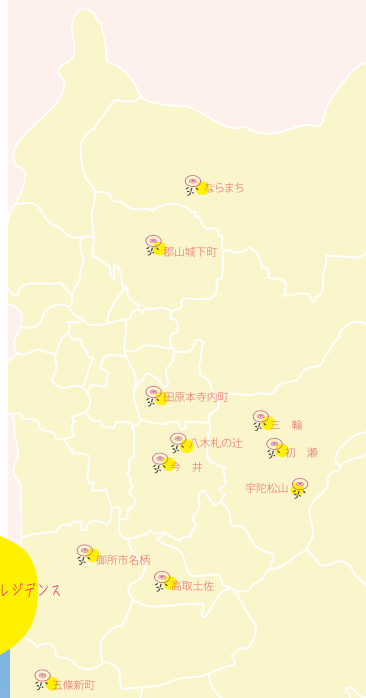 ならまち
郡山城下町
田原本寺内町
三　輪
八木札の辻
初　瀬
今　井
宇陀松山
御所市名柄
高取土佐
レジデンス
五條新町